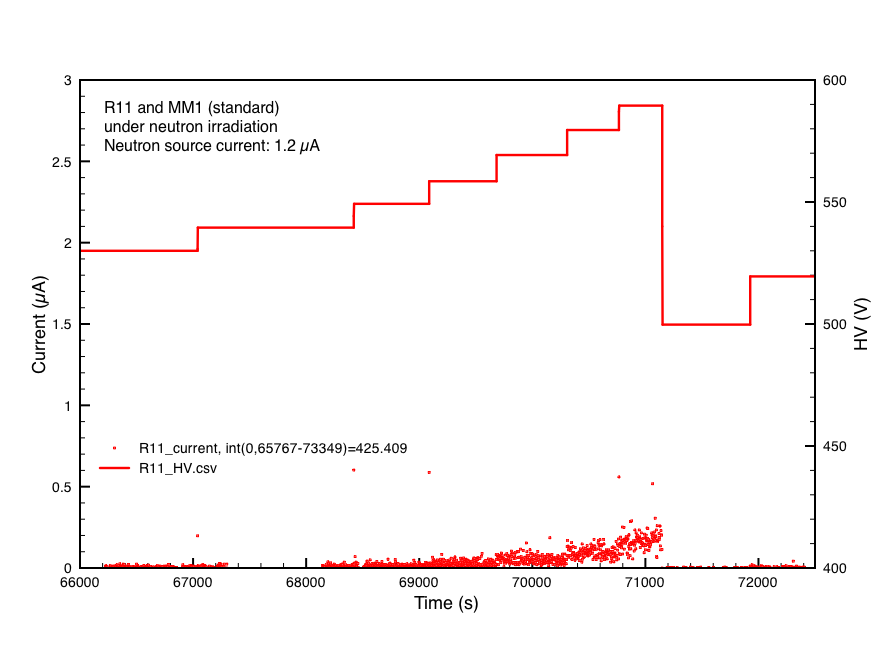 R11 and MM1 (standard)
under neutron irradiation
Neutron source current: 1.2 μA
R11_current, int(0,65767-73349)=425.409
R11_HV.csv
Current (μA)
3
2.5
2
1.5
1
0.5
0
HV (V)
600
550
500
450
400
66000 67000 68000 69000 70000 71000 72000
Time (s)